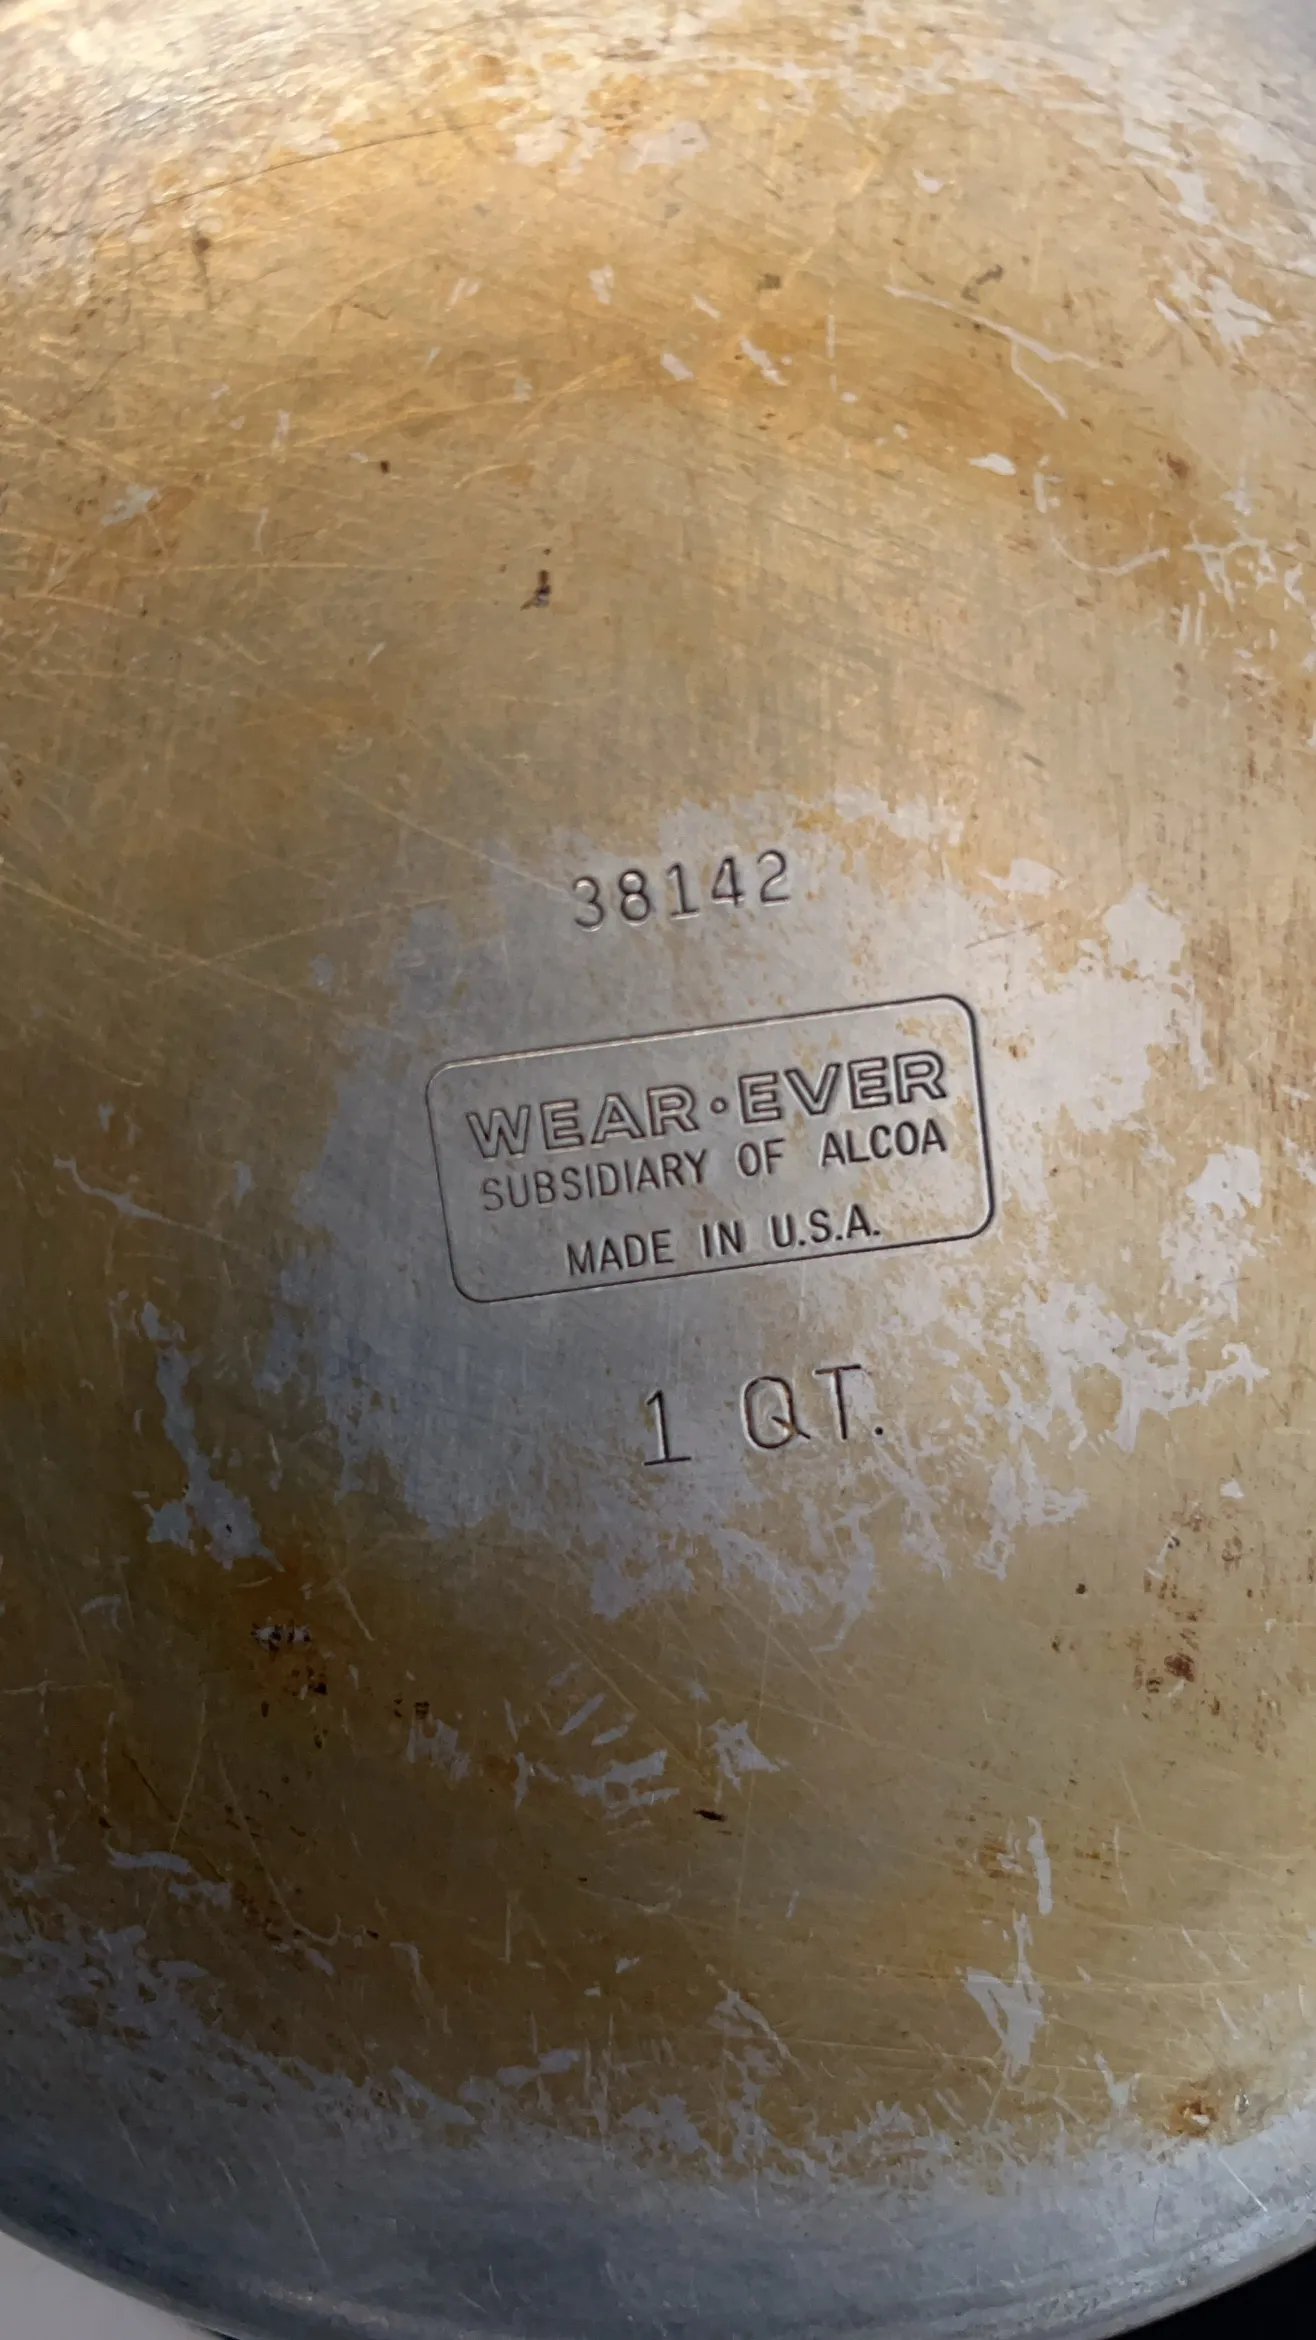 38142
WEAR·EVER
SUBSIDIARY OF ALCOA
MADE IN U.S.A.
1 QT.